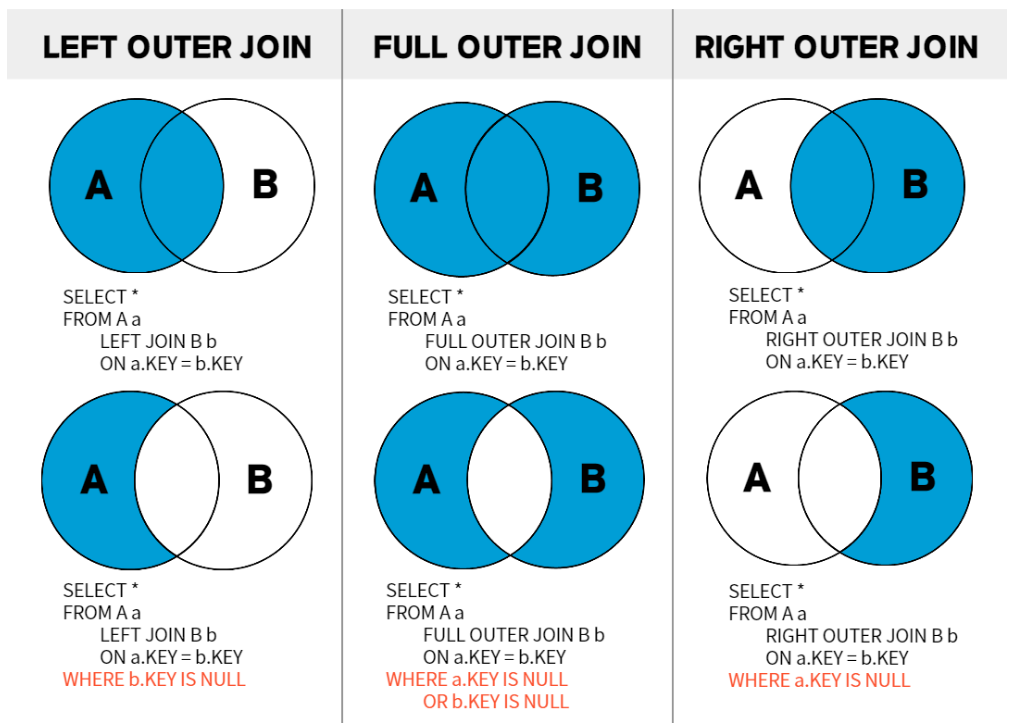 LEFT OUTER JOIN
A
B
SELECT *
FROM A a
LEFT JOIN B b
ON a.KEY = b.KEY
A
B
SELECT *
FROM A a
LEFT JOIN B b
ON a.KEY = b.KEY
WHERE b.KEY IS NULL
FULL OUTER JOIN
A
B
SELECT *
FROM A a
FULL OUTER JOIN B b
ON a.KEY = b.KEY
A
B
SELECT *
FROM A a
FULL OUTER JOIN B b
ON a.KEY = b.KEY
WHERE a.KEY IS NULL
OR b.KEY IS NULL
RIGHT OUTER JOIN
A
B
SELECT *
FROM A a
RIGHT OUTER JOIN B b
ON a.KEY = b.KEY
A
B
SELECT *
FROM A a
RIGHT OUTER JOIN B b
ON a.KEY = b.KEY
WHERE a.KEY IS NULL